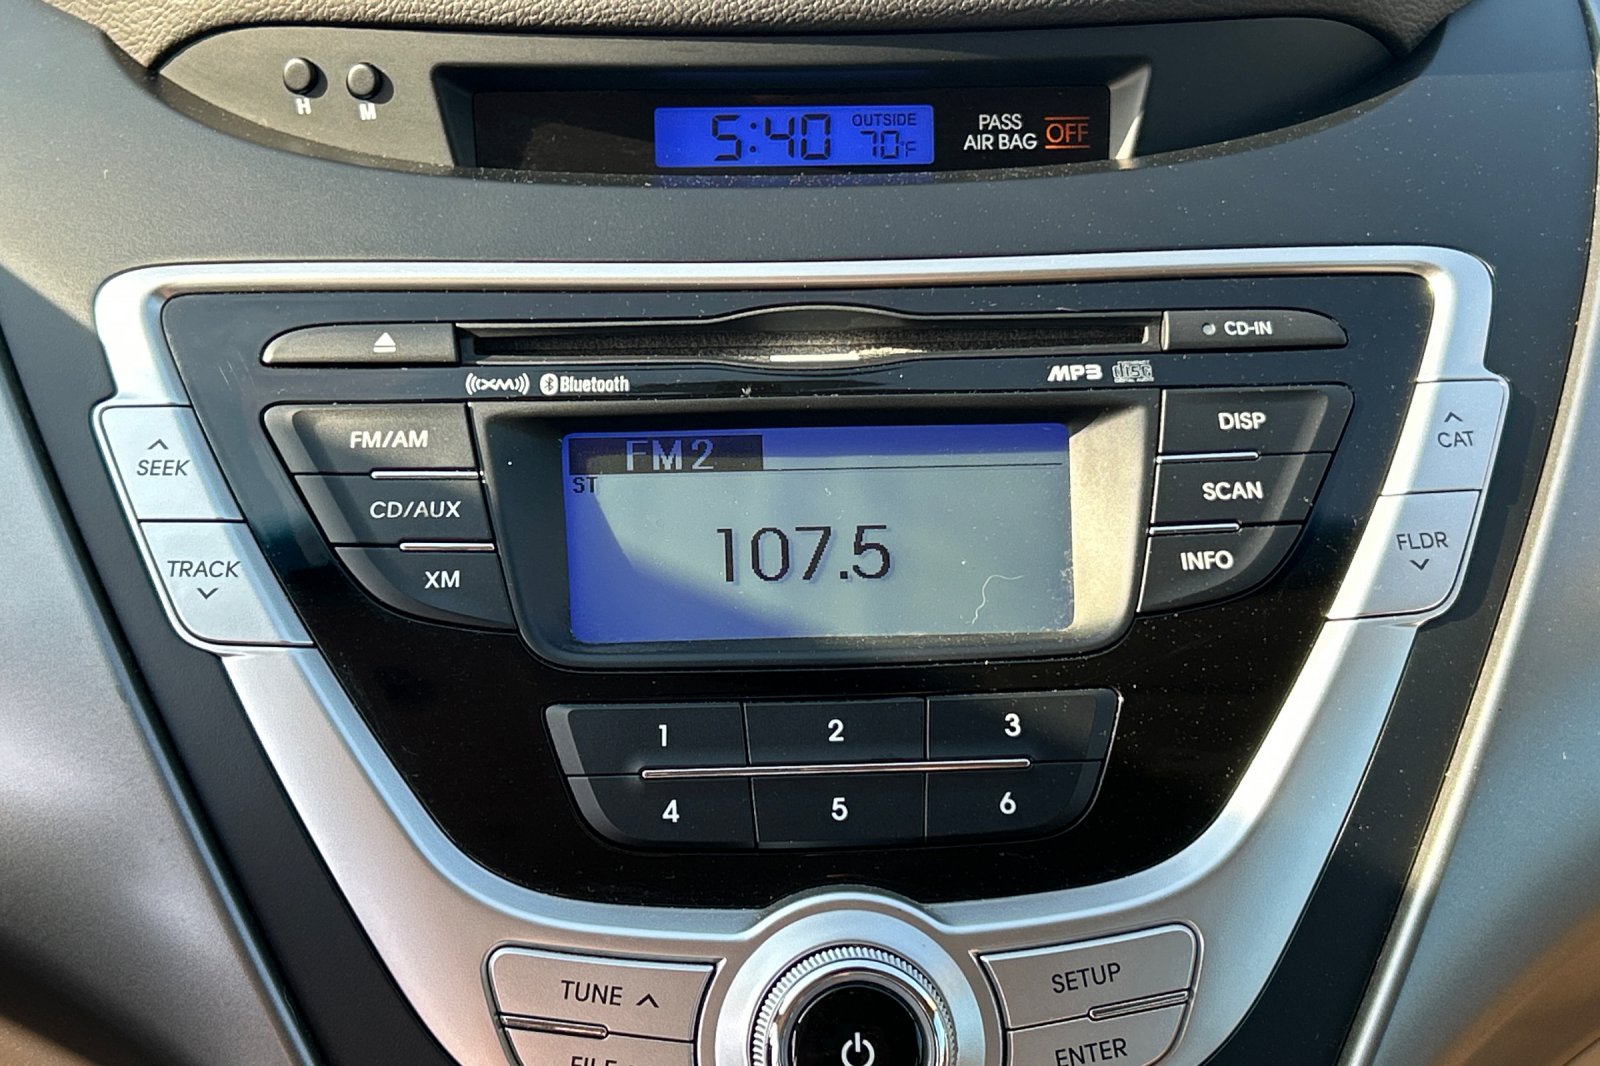 H
M
5:40
OUTSIDE
70°F
PASS
AIR BAG OFF
CD-IN
((XM)) Bluetooth
MP3 disc
FM/AM
CD/AUX
XM
SEEK
TRACK
FM2
ST
107.5
DISP
SCAN
INFO
CAT
FLDR
1 2 3
4 5 6
TUNE
SETUP
ENTER